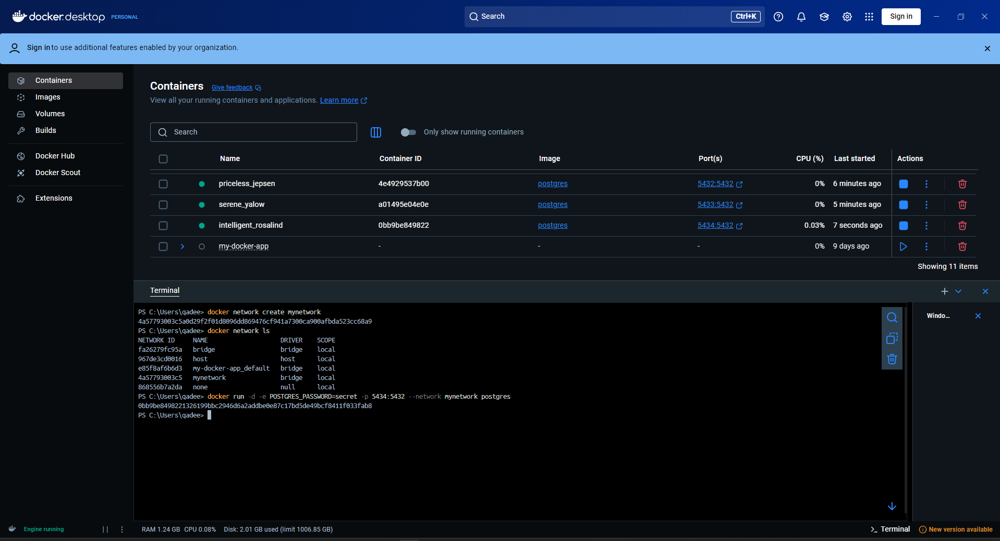 docker.desktop PERSONAL
Search Ctrl+K
Sign in
Sign in to use additional features enabled by your organization.
Containers
Images
Volumes
Builds
Docker Hub
Docker Scout
Extensions
Containers Give feedback
View all your running containers and applications. Learn more
Search
Only show running containers
Name Container ID Image Port(s) CPU (%) Last started Actions
priceless_jepsen 4e4929537b00 postgres 5432:5432 0% 6 minutes ago
serene_yalow a01495e04e0e postgres 5433:5432 0% 5 minutes ago
intelligent_rosalind 0bb9be849822 postgres 5434:5432 0.03% 7 seconds ago
my-docker-app - - - 0% 9 days ago
Showing 11 items
Terminal
PS C:\Users\qadee> docker network create mynetwork
4a57793003c5a0d29f2f01d8096dd869476cf941a7300ca900afbda523cc68a9
PS C:\Users\qadee> docker network ls
NETWORK ID NAME DRIVER SCOPE
fa26279fc95a bridge bridge local
967de3cd0016 host host local
e85f8af6b6d3 my-docker-app_default bridge local
4a57793003c5 mynetwork bridge local
868556b7a2da none null local
PS C:\Users\qadee> docker run -d -e POSTGRES_PASSWORD=secret -p 5434:5432 --network mynetwork postgres
0bb9be8498221326199bbc2946d6a2addbe0e87c17bd5de49bcf8411f033fab8
PS C:\Users\qadee>
Windo...
Engine running
RAM 1.24 GB CPU 0.08% Disk: 2.01 GB used (limit 1006.85 GB)
>_ Terminal
New version available